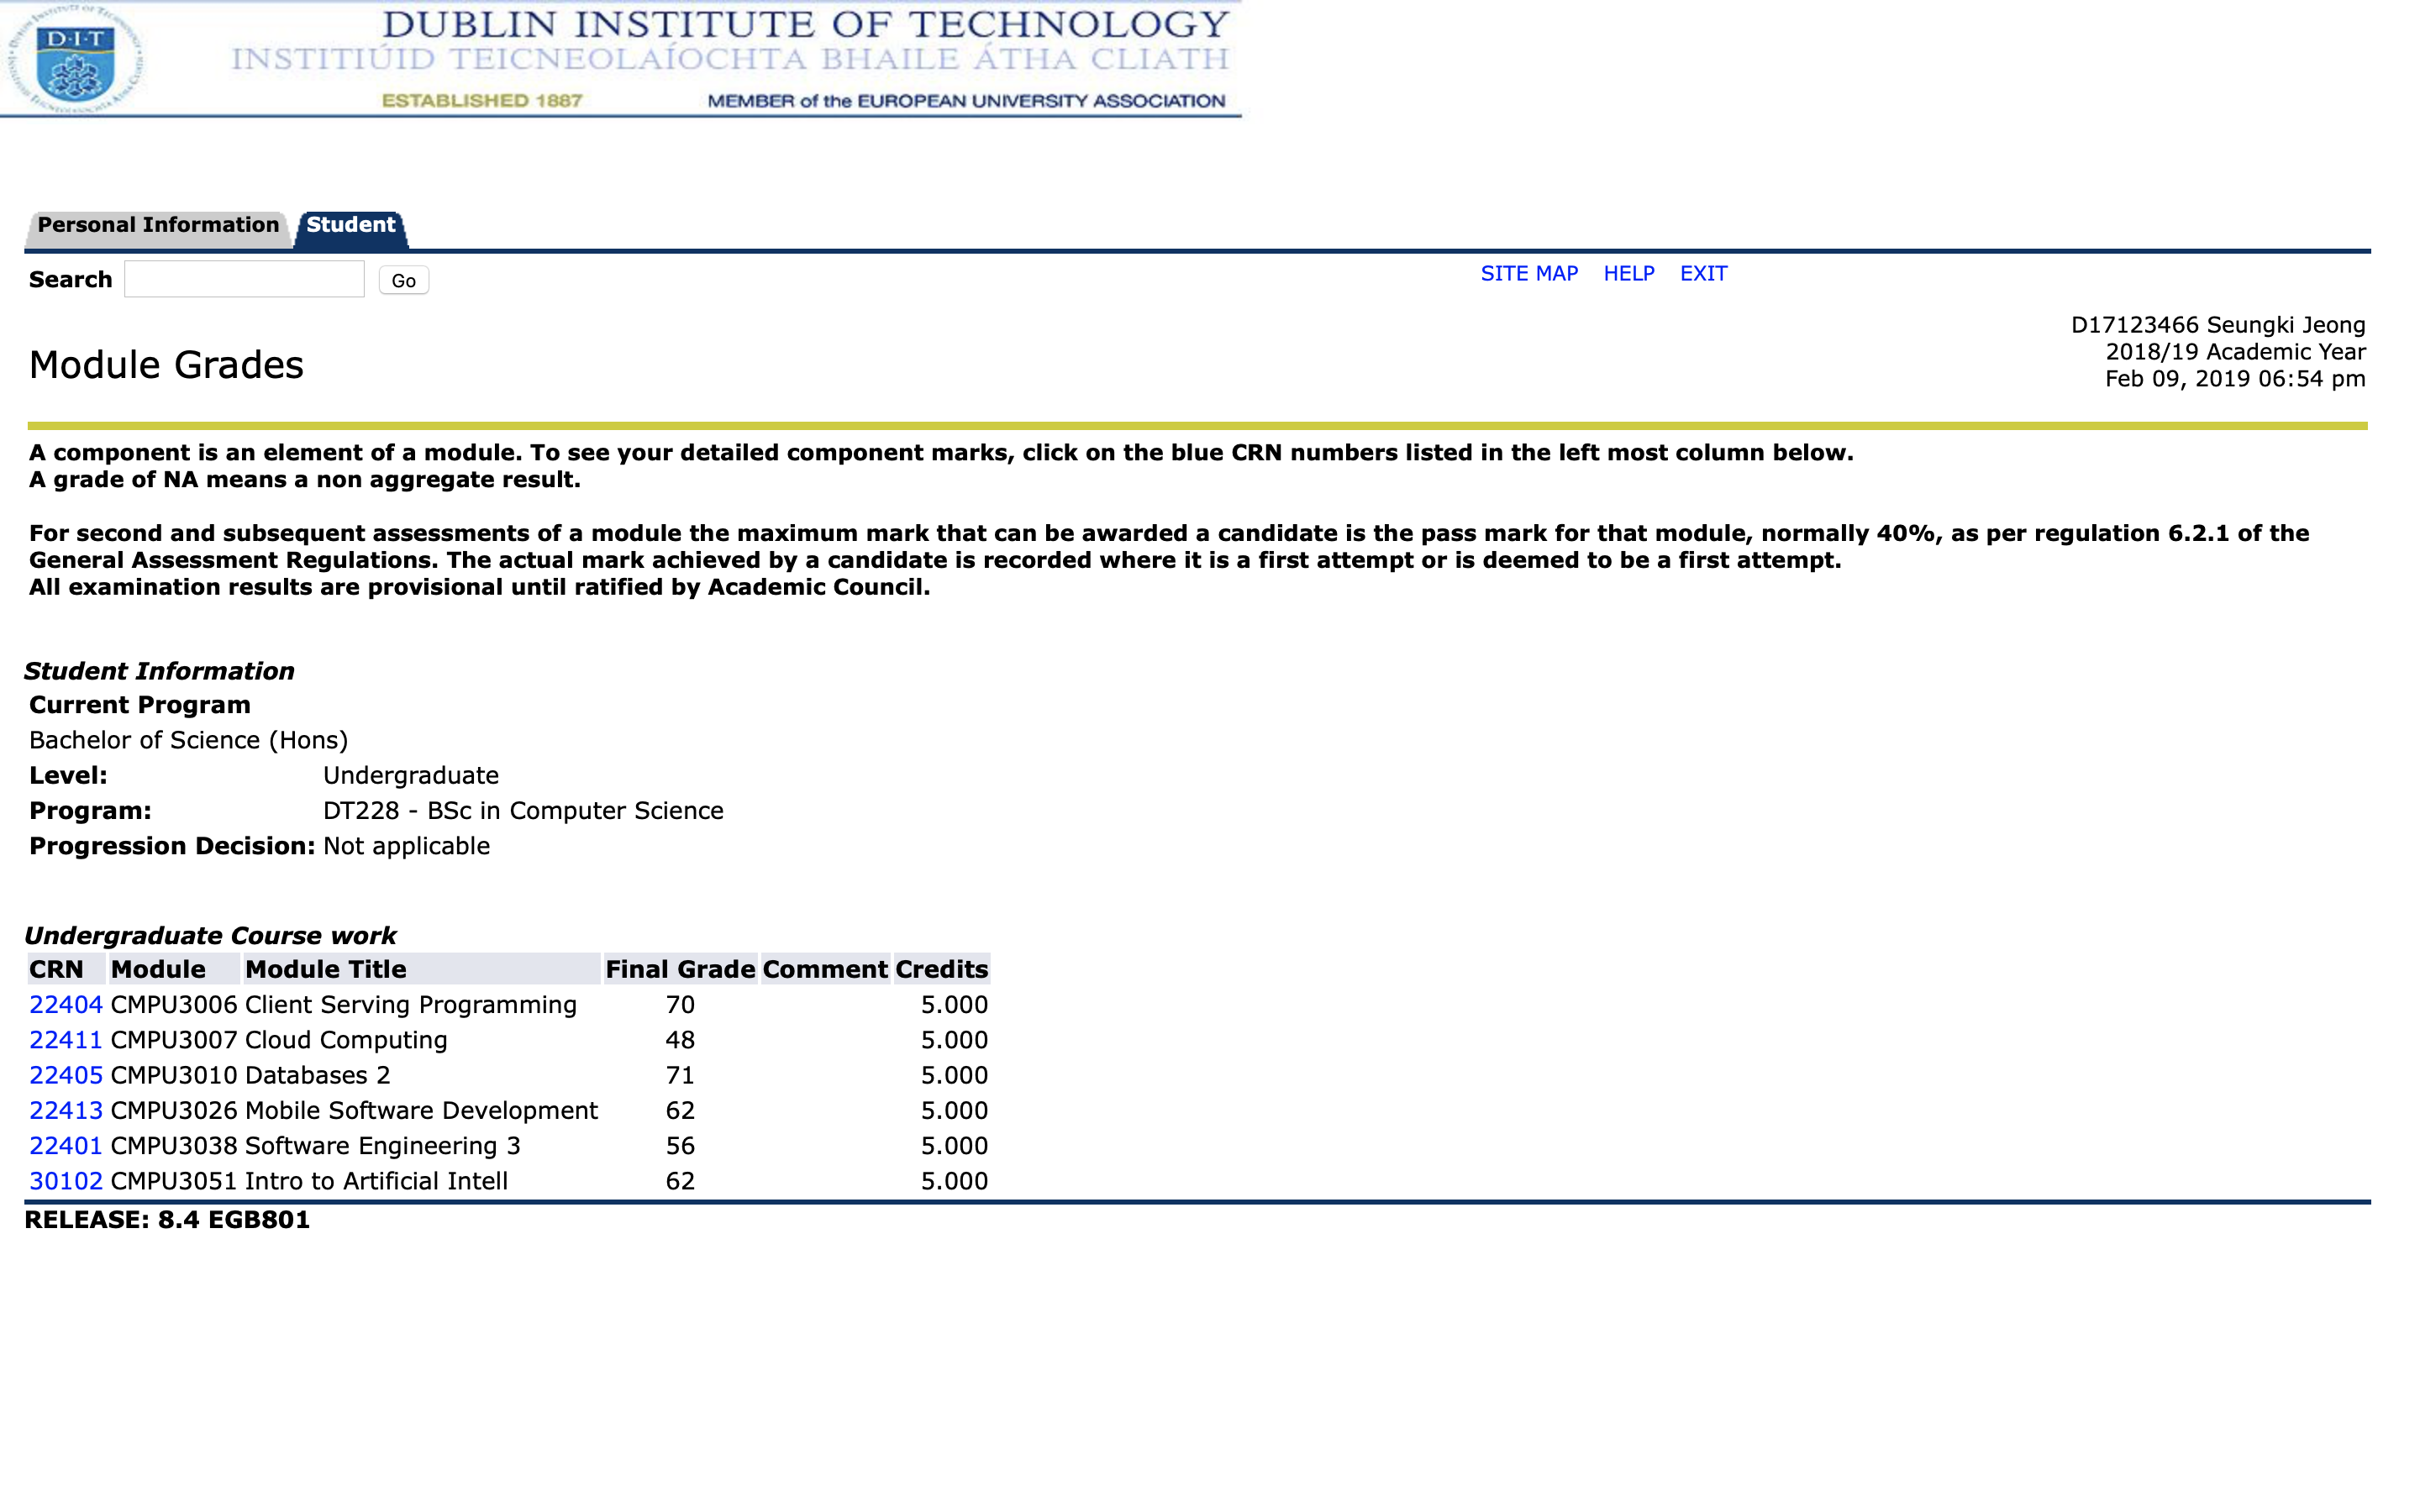 D·I·T
DUBLIN INSTITUTE OF TECHNOLOGY
INSTITIÚID TEICNEOLAÍOCHTA BHAILE ÁTHA CLIATH
ESTABLISHED 1887 MEMBER of the EUROPEAN UNIVERSITY ASSOCIATION
Personal Information Student
Search Go SITE MAP HELP EXIT
D17123466 Seungki Jeong
2018/19 Academic Year
Feb 09, 2019 06:54 pm
Module Grades
A component is an element of a module. To see your detailed component marks, click on the blue CRN numbers listed in the left most column below.
A grade of NA means a non aggregate result.
For second and subsequent assessments of a module the maximum mark that can be awarded a candidate is the pass mark for that module, normally 40%, as per regulation 6.2.1 of the
General Assessment Regulations. The actual mark achieved by a candidate is recorded where it is a first attempt or is deemed to be a first attempt.
All examination results are provisional until ratified by Academic Council.
Student Information
Current Program
Bachelor of Science (Hons)
Level: Undergraduate
Program: DT228 - BSc in Computer Science
Progression Decision: Not applicable
Undergraduate Course work
CRN Module Module Title Final Grade Comment Credits
22404 CMPU3006 Client Serving Programming 70 5.000
22411 CMPU3007 Cloud Computing 48 5.000
22405 CMPU3010 Databases 2 71 5.000
22413 CMPU3026 Mobile Software Development 62 5.000
22401 CMPU3038 Software Engineering 3 56 5.000
30102 CMPU3051 Intro to Artificial Intell 62 5.000
RELEASE: 8.4 EGB801